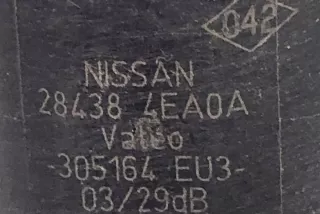 042
NISSAN
28438 4EA0A
Valeo
-305164 EU3-
03/29dB